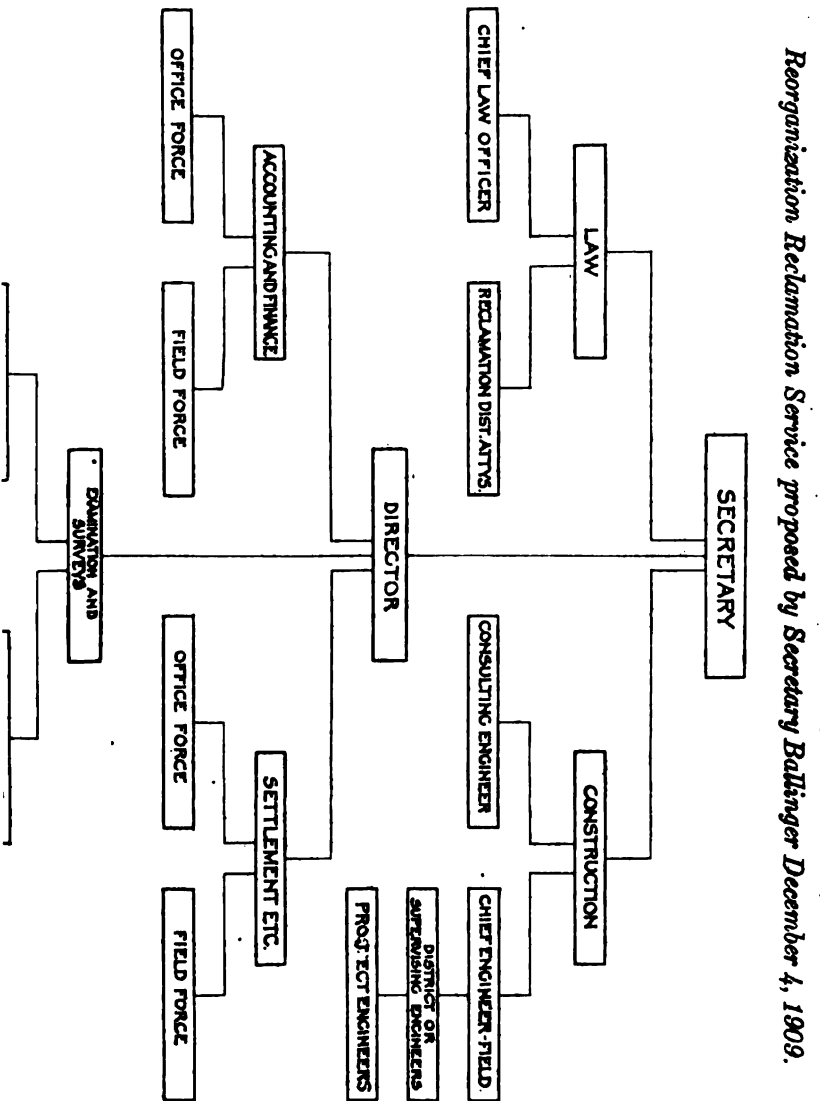 Reorganization Reclamation Service proposed by Secretary Ballinger December 4, 1909.
SECRETARY
LAW
CONSTRUCTION
CHIEF LAW OFFICER
RECLAMATION DIST. ATTYS.
CONSULTING ENGINEER
CHIEF ENGINEER-FIELD.
DISTRICT OR
SUPERVISING ENGINEERS
PROJECT ENGINEERS
DIRECTOR
ACCOUNTING AND FINANCE
SETTLEMENT ETC.
OFFICE FORCE
FIELD FORCE
OFFICE FORCE
FIELD FORCE
EXAMINATION AND
SURVEYS